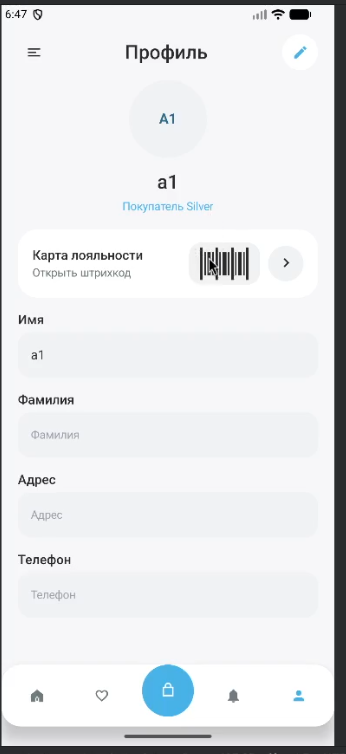 6:47
Профиль
A1
a1
Покупатель Silver
Карта лояльности
Открыть штрихкод
Имя
a1
Фамилия
Фамилия
Адрес
Адрес
Телефон
Телефон